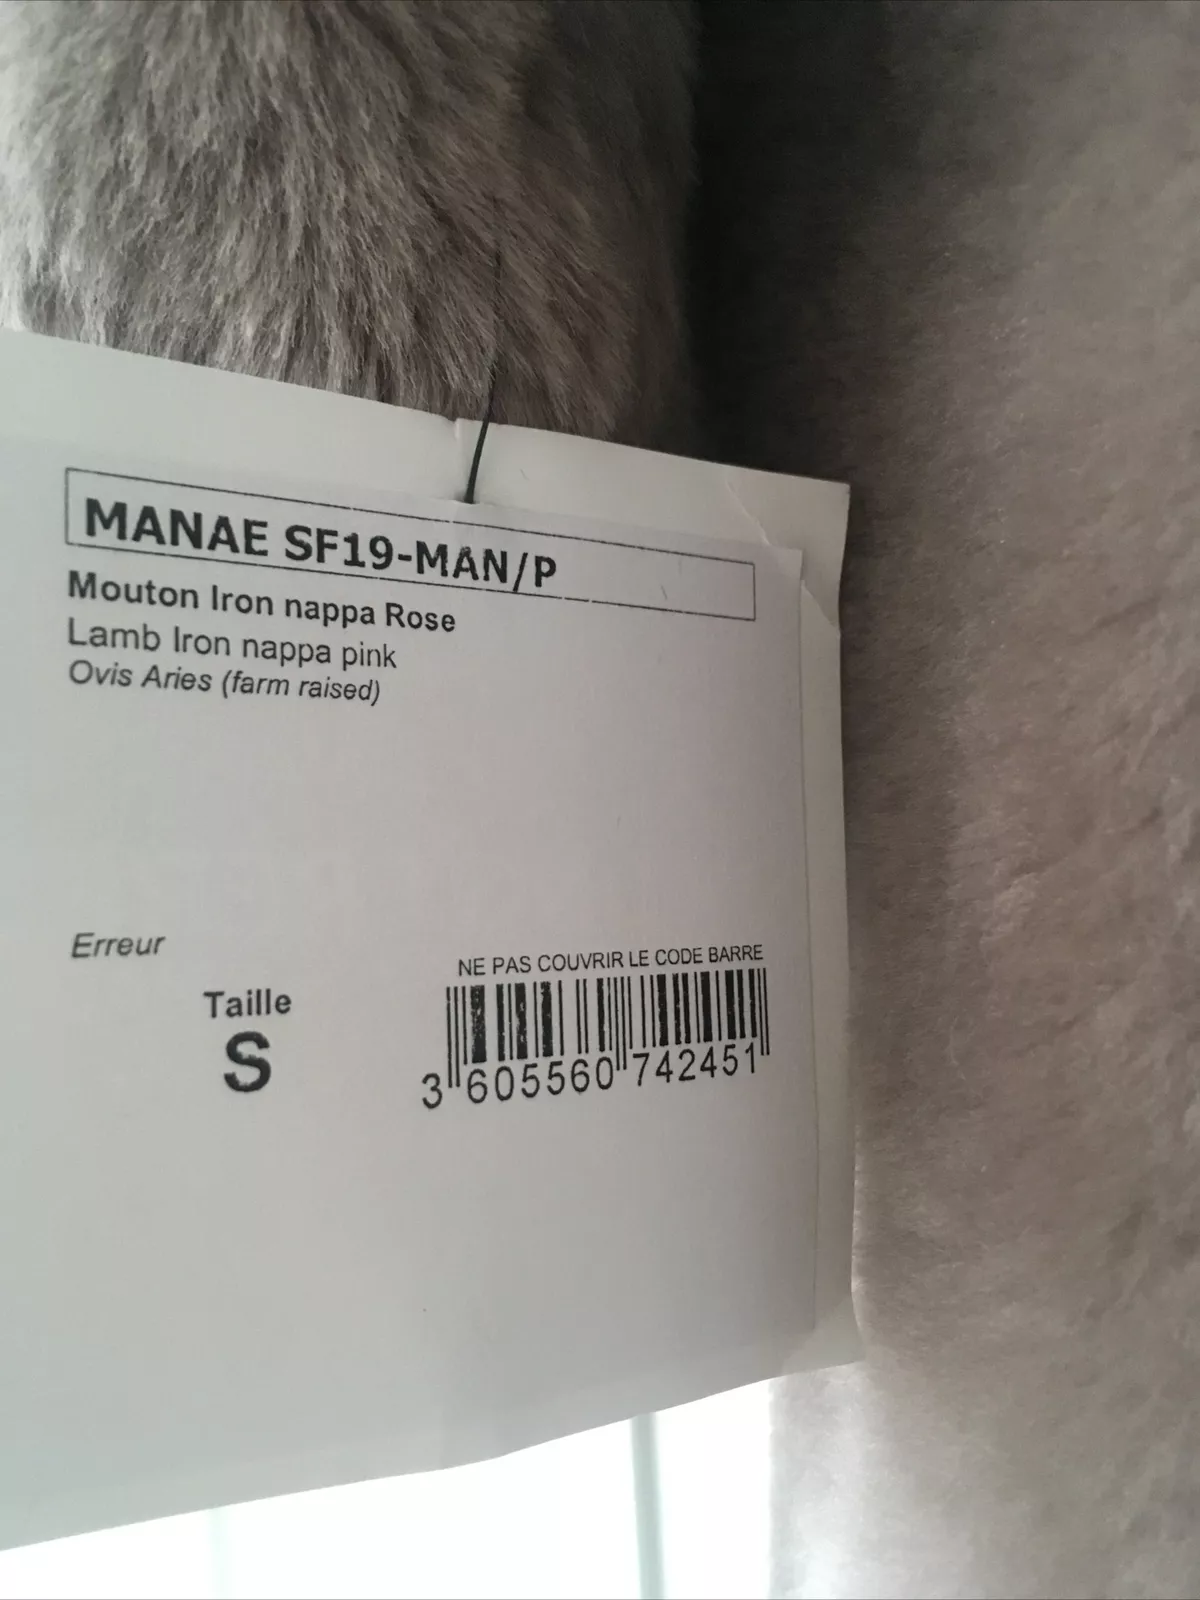 MANAE SF19-MAN/P
Mouton Iron nappa Rose
Lamb Iron nappa pink
Ovis Aries (farm raised)
Erreur
Taille
S
NE PAS COUVRIR LE CODE BARRE
3 605560 742451